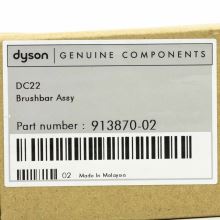 dyson GENUINE COMPONENTS
DC22
Brushbar Assy
Part number : 913870-02
02 Made In Malaysia